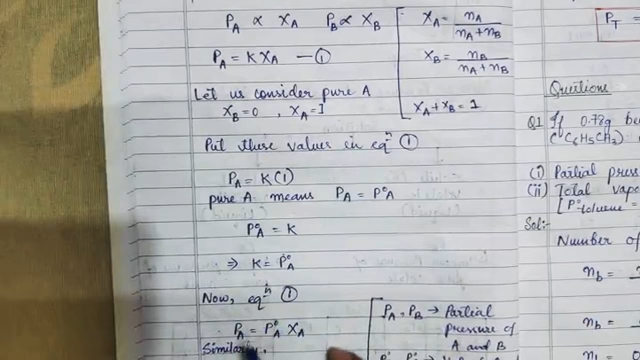 P_A ∝ X_A   P_B ∝ X_B
P_A = K X_A — ①
Let us consider pure A
X_B = 0 , X_A = 1
Put these values in eqⁿ ①
P_A = K(1)
pure A means P_A = P°_A
P°_A = K
⇒ K = P°_A
Now, eqⁿ ①
P_A = P°_A X_A
Similarly,
X_A = n_A / n_A + n_B
X_B = n_B / n_A + n_B
X_A + X_B = 1
P_A = P_B → Partial
pressure of
A and B
P_T =
Questions
Q1 If 0.78g
(C₆H₅CH₃)
(i) Partial
(ii) Total
[P°toluene =
Sol:-
Number of
n_b =
n_b =